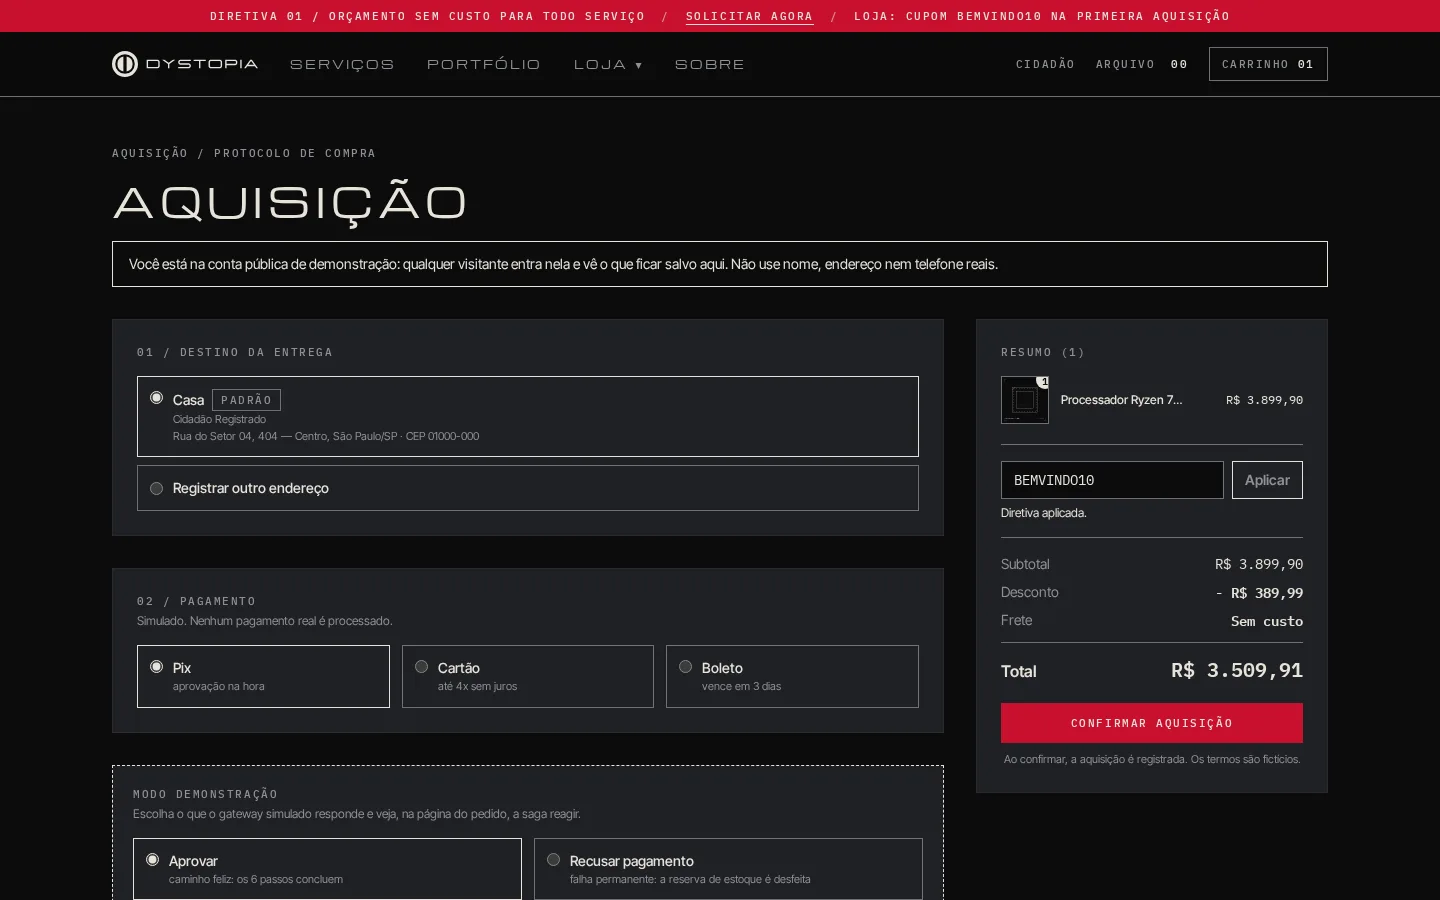 DIRETIVA 01 / ORÇAMENTO SEM CUSTO PARA TODO SERVIÇO / SOLICITAR AGORA / LOJA: CUPOM BEMVINDO10 NA PRIMEIRA AQUISIÇÃO
DYSTOPIA SERVIÇOS PORTFÓLIO LOJA ▾ SOBRE CIDADÃO ARQUIVO 00 CARRINHO 01
AQUISIÇÃO / PROTOCOLO DE COMPRA
AQUISIÇÃO
Você está na conta pública de demonstração: qualquer visitante entra nela e vê o que ficar salvo aqui. Não use nome, endereço nem telefone reais.
01 / DESTINO DA ENTREGA
Casa PADRÃO
Cidadão Registrado
Rua do Setor 04, 404 — Centro, São Paulo/SP · CEP 01000-000
Registrar outro endereço
02 / PAGAMENTO
Simulado. Nenhum pagamento real é processado.
Pix
aprovação na hora
Cartão
até 4x sem juros
Boleto
vence em 3 dias
MODO DEMONSTRAÇÃO
Escolha o que o gateway simulado responde e veja, na página do pedido, a saga reagir.
Aprovar
caminho feliz: os 6 passos concluem
Recusar pagamento
falha permanente: a reserva de estoque é desfeita
RESUMO (1)
1
Processador Ryzen 7... R$ 3.899,90
BEMVINDO10 Aplicar
Diretiva aplicada.
Subtotal R$ 3.899,90
Desconto - R$ 389,99
Frete Sem custo
Total R$ 3.509,91
CONFIRMAR AQUISIÇÃO
Ao confirmar, a aquisição é registrada. Os termos são fictícios.